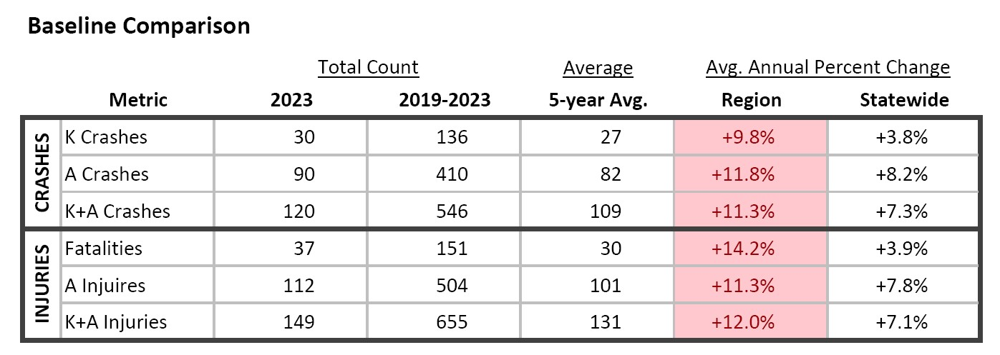 Baseline Comparison
Total Count Average Avg. Annual Percent Change
Metric 2023 2019-2023 5-year Avg. Region Statewide
CRASHES
K Crashes 30 136 27 +9.8% +3.8%
A Crashes 90 410 82 +11.8% +8.2%
K+A Crashes 120 546 109 +11.3% +7.3%
INJURIES
Fatalities 37 151 30 +14.2% +3.9%
A Injuires 112 504 101 +11.3% +7.8%
K+A Injuries 149 655 131 +12.0% +7.1%